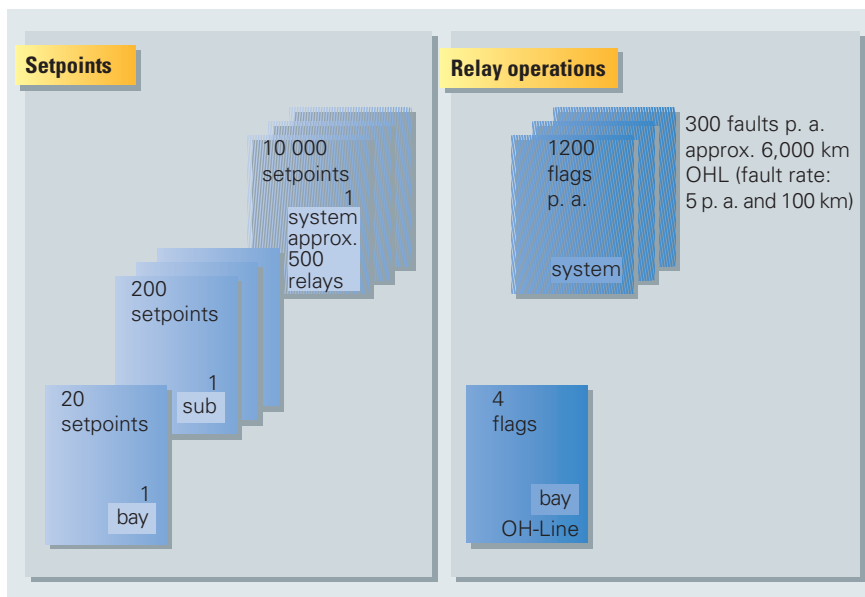 Setpoints
10 000
setpoints
1
system
approx.
500
relays
200
setpoints
1
sub
20
setpoints
1
bay
Relay operations
1200
flags
p. a.
system
300 faults p. a.
approx. 6,000 km
OHL (fault rate:
5 p. a. and 100 km)
4
flags
bay
OH-Line